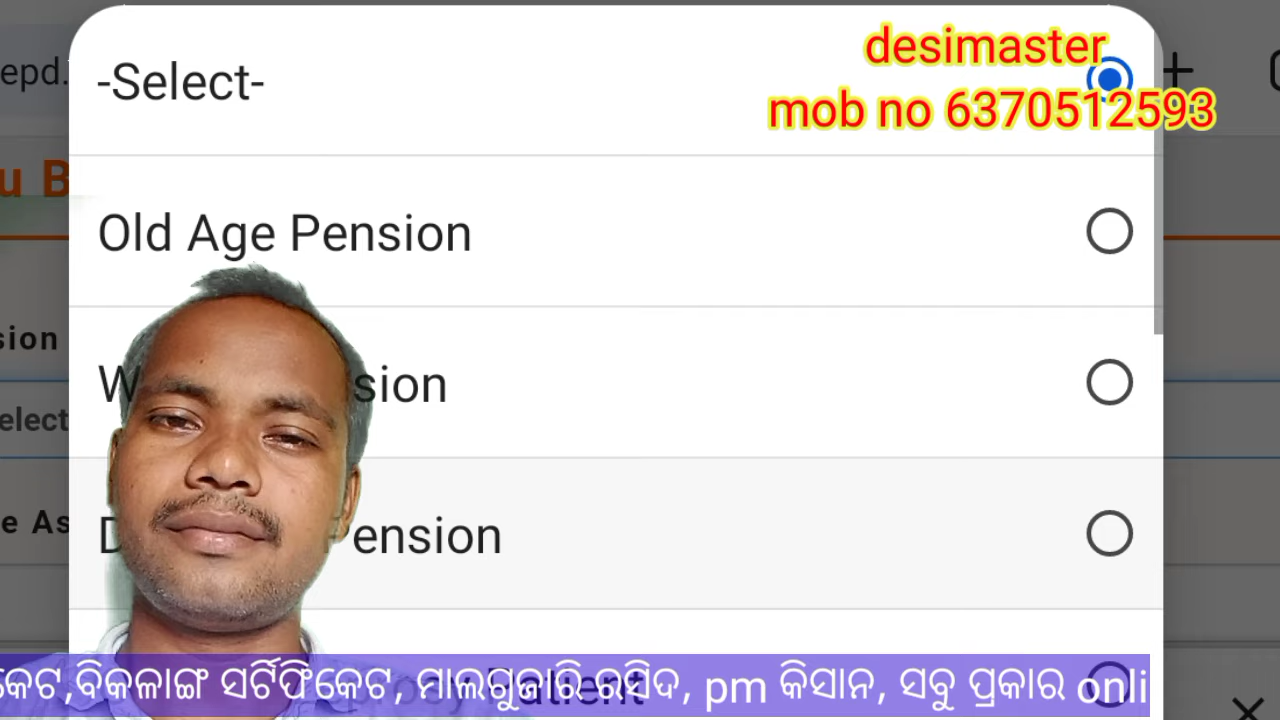 desimaster
mob no 6370512593
epd.
-Select-
u B
Old Age Pension
sion
sion
elect
e As
ension
Patient
କେଟ,ବିକଳାଙ୍ଗ ସର୍ଟିଫିକେଟ, ମାଲଗୁଜାରି ରସିଦ, pm କିସାନ, ସବୁ ପ୍ରକାର onli